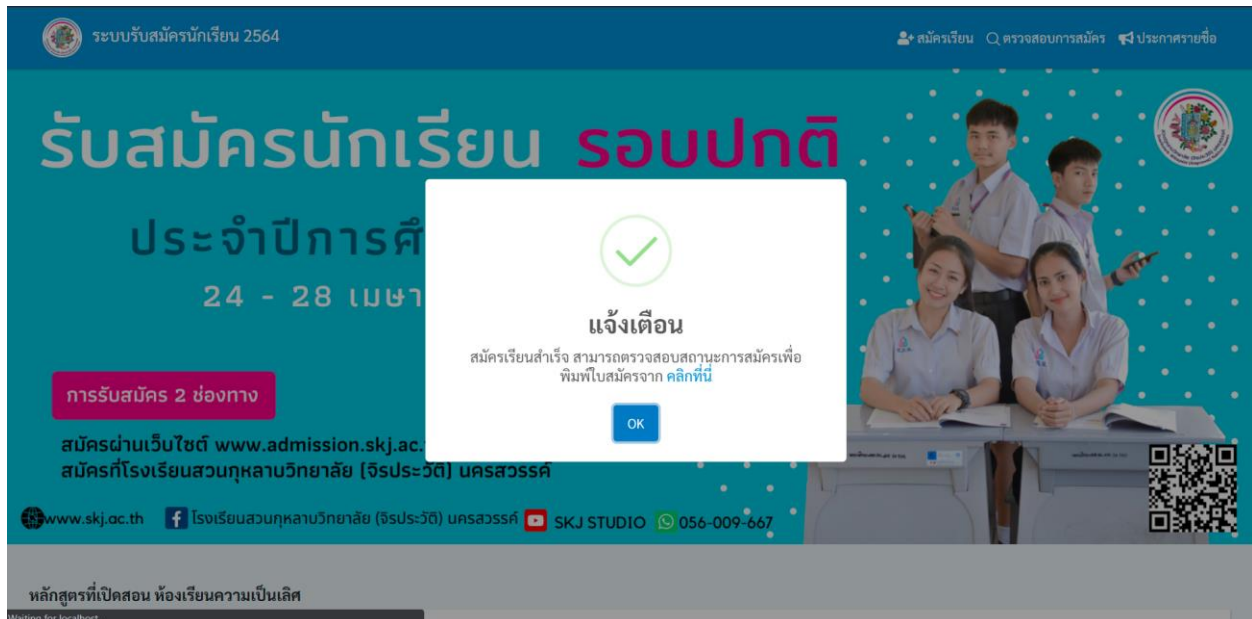 ระบบรับสมัครนักเรียน 2564
สมัครเรียน ตรวจสอบการสมัคร ประกาศรายชื่อ
รับสมัครนักเรียน รอบปกติ
ประจำปีการศึ
24 - 28 เมษา
แจ้งเตือน
สมัครเรียนสำเร็จ สามารถตรวจสอบสถานะการสมัครเพื่อ
พิมพ์ใบสมัครจาก คลิกที่นี่
OK
การรับสมัคร 2 ช่องทาง
สมัครผ่านเว็บไซต์ www.admission.skj.ac.
สมัครที่โรงเรียนสวนกุหลาบวิทยาลัย (จิรประวัติ) นครสวรรค์
www.skj.ac.th โรงเรียนสวนกุหลาบวิทยาลัย (จิรประวัติ) นครสวรรค์ SKJ STUDIO 056-009-667
หลักสูตรที่เปิดสอน ห้องเรียนความเป็นเลิศ
Waiting for localhost